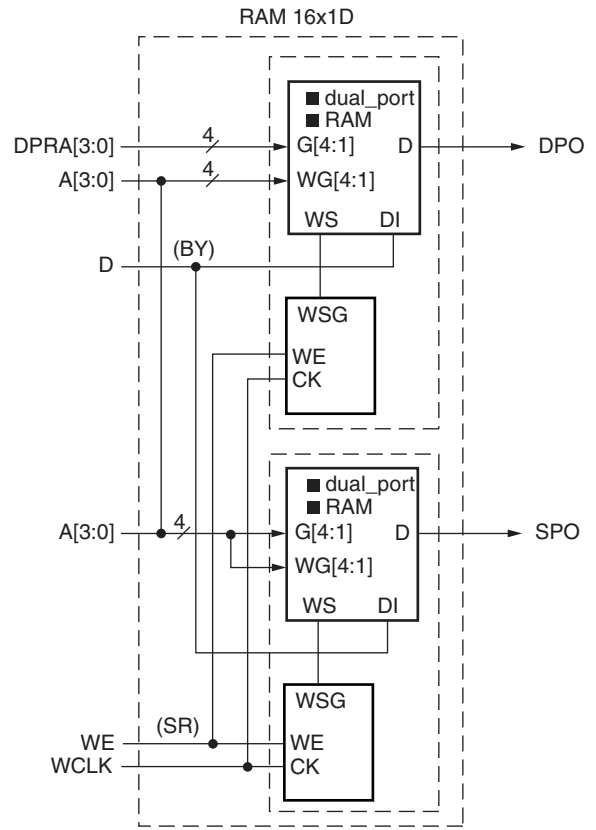 RAM 16x1D
dual_port
RAM
DPRA[3:0]
4
G[4:1]
D
DPO
A[3:0]
4
WG[4:1]
WS
DI
D
(BY)
WSG
WE
CK
dual_port
RAM
A[3:0]
4
G[4:1]
D
SPO
WG[4:1]
WS
DI
WSG
WE
(SR)
WE
WCLK
CK